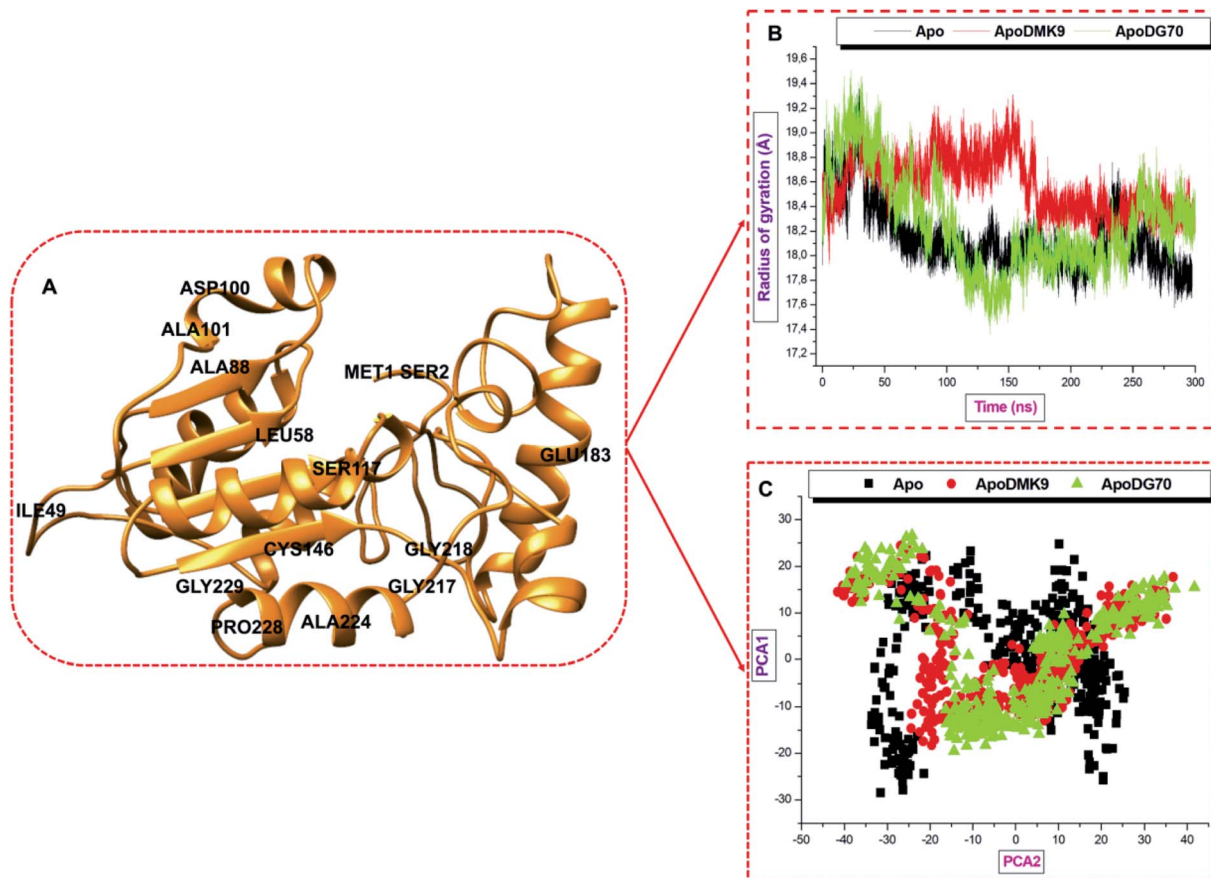 A
ASP100
ALA101
ALA88
MET1 SER2
LEU58
GLU183
SER117
ILE49
CYS146
GLY218
GLY229
GLY217
PRO228
ALA224
B
Apo ApoDMK9 ApoDG70
Radius of gyration (Å)
19,6
19,2
19,0
18,8
18,6
18,4
18,2
18,0
17,8
17,6
17,4
17,2
0 50 100 150 200 250 300
Time (ns)
C
Apo ApoDMK9 ApoDG70
PCA1
30
20
10
0
-10
-20
-30
-50 -40 -30 -20 -10 0 10 20 30 40
PCA2